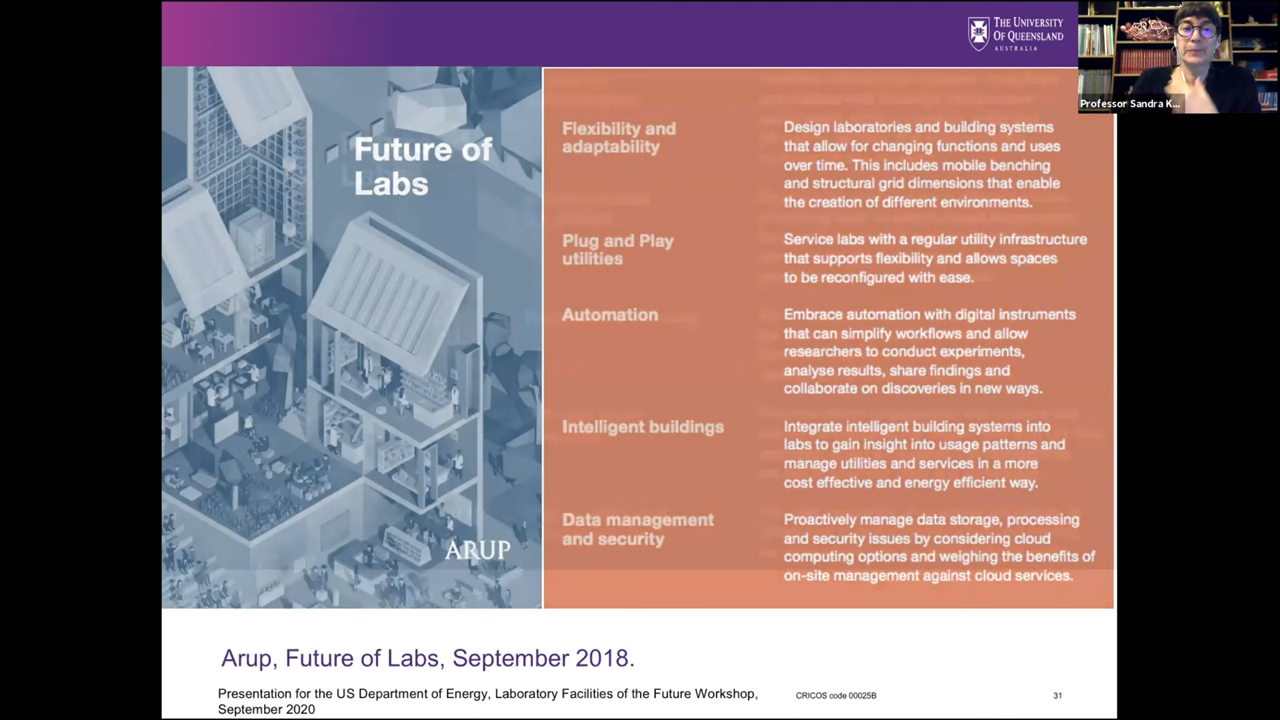 THE UNIVERSITY
OF QUEENSLAND
AUSTRALIA
Professor Sandra K...
Future of
Labs
ARUP
Flexibility and
adaptability
Design laboratories and building systems
that allow for changing functions and uses
over time. This includes mobile benching
and structural grid dimensions that enable
the creation of different environments.
Plug and Play
utilities
Service labs with a regular utility infrastructure
that supports flexibility and allows spaces
to be reconfigured with ease.
Automation
Embrace automation with digital instruments
that can simplify workflows and allow
researchers to conduct experiments,
analyse results, share findings and
collaborate on discoveries in new ways.
Intelligent buildings
Integrate intelligent building systems into
labs to gain insight into usage patterns and
manage utilities and services in a more
cost effective and energy efficient way.
Data management
and security
Proactively manage data storage, processing
and security issues by considering cloud
computing options and weighing the benefits of
on-site management against cloud services.
Arup, Future of Labs, September 2018.
Presentation for the US Department of Energy, Laboratory Facilities of the Future Workshop,
September 2020
CRICOS code 00025B
31